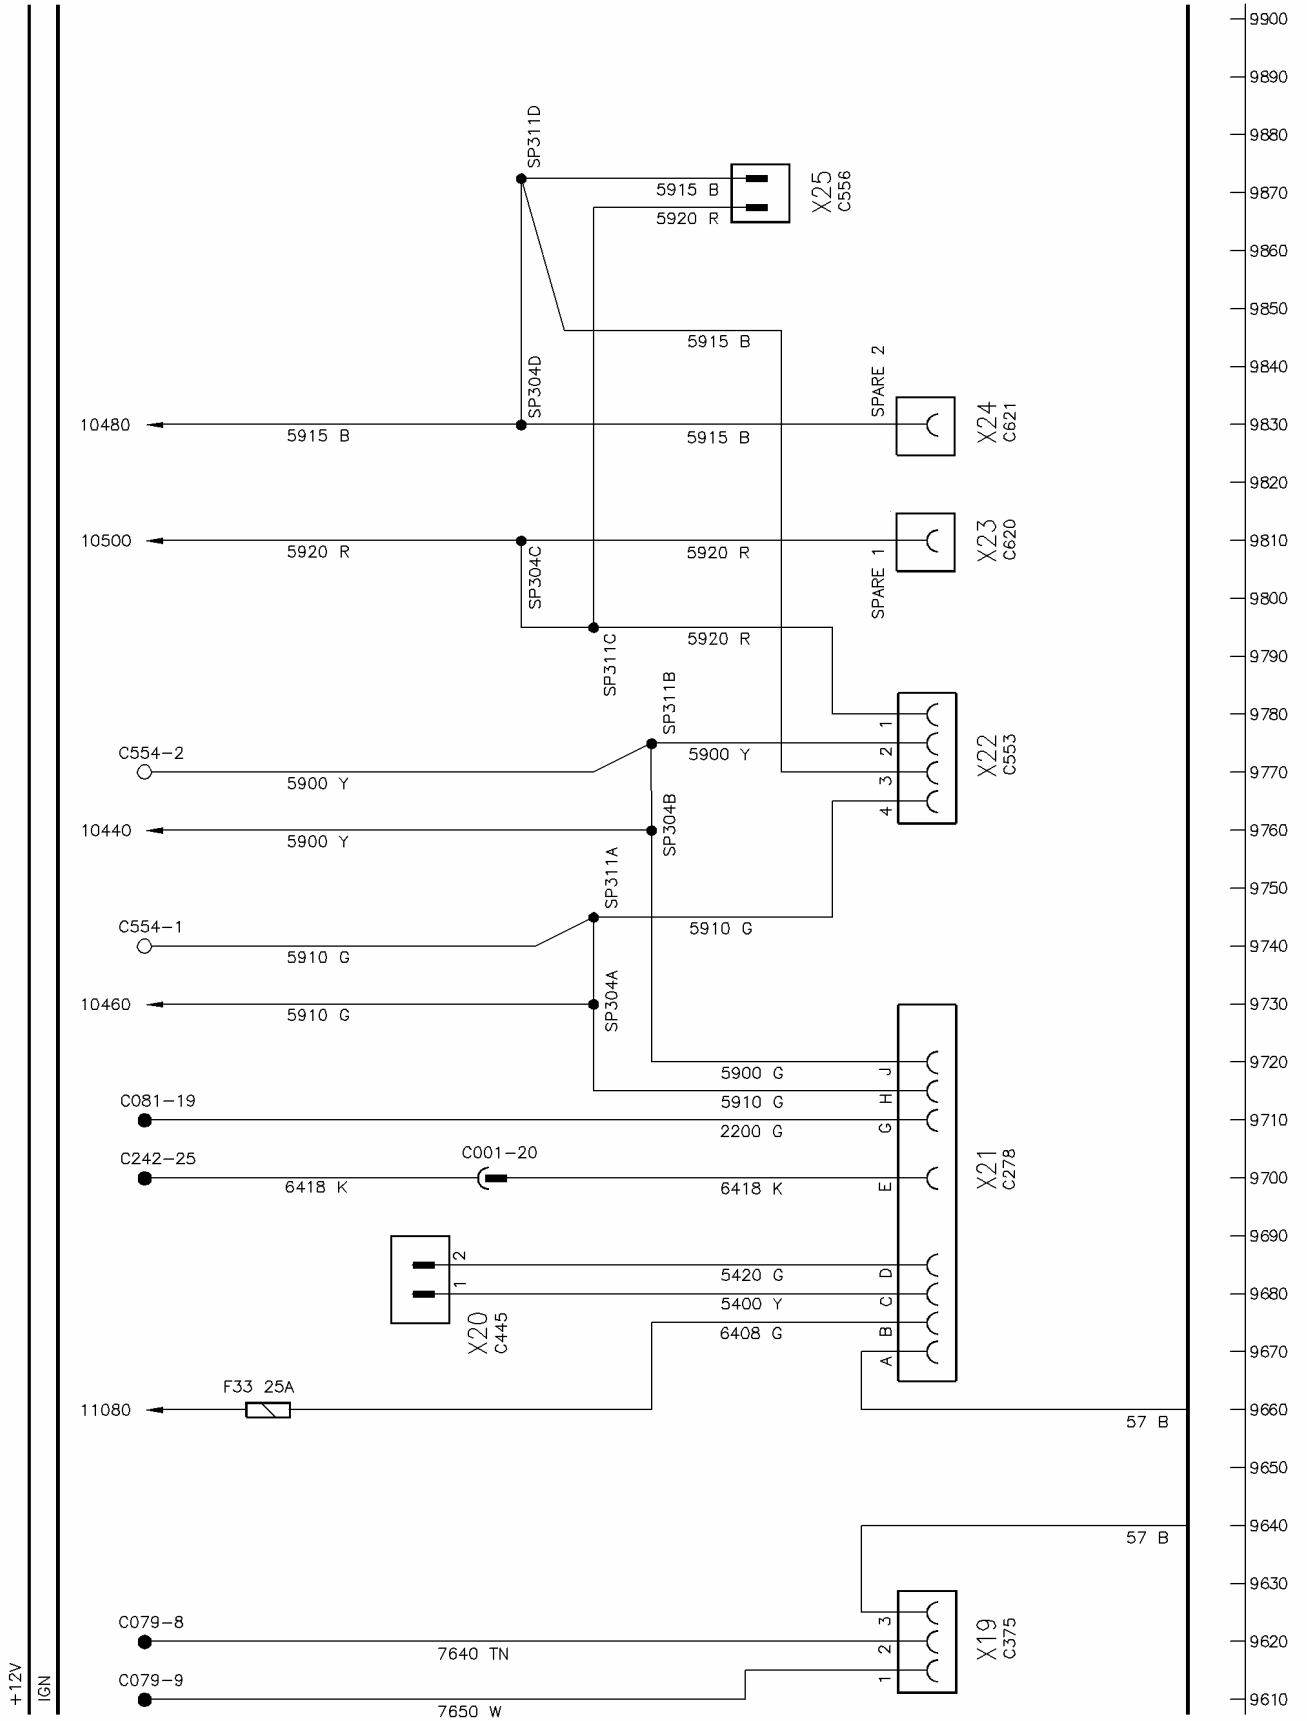 9900
9890
SP311D
9880
5915 B
X25
C556
9870
5920 R
9860
9850
5915 B
SPARE 2
9840
SP304D
10480
5915 B
5915 B
X24
C621
9830
9820
10500
5920 R
SP304C
5920 R
SPARE 1
X23
C620
9810
9800
5920 R
SP311C
9790
SP311B
9780
1
C554-2
5900 Y
2
X22
C553
5900 Y
3
9770
4
10440
5900 Y
SP304B
9760
SP311A
9750
C554-1
5910 G
5910 G
9740
10460
5910 G
SP304A
9730
9720
5900 G
J
C081-19
5910 G
H
9710
2200 G
G
C242-25
C001-20
X21
C278
6418 K
6418 K
E
9700
9690
2
5420 G
D
1
5400 Y
C
9680
X20
C445
6408 G
B
A
9670
F33 25A
11080
57 B
9660
9650
9640
57 B
9630
C079-8
3
X19
C375
7640 TN
2
9620
C079-9
1
7650 W
9610
+12V
IGN